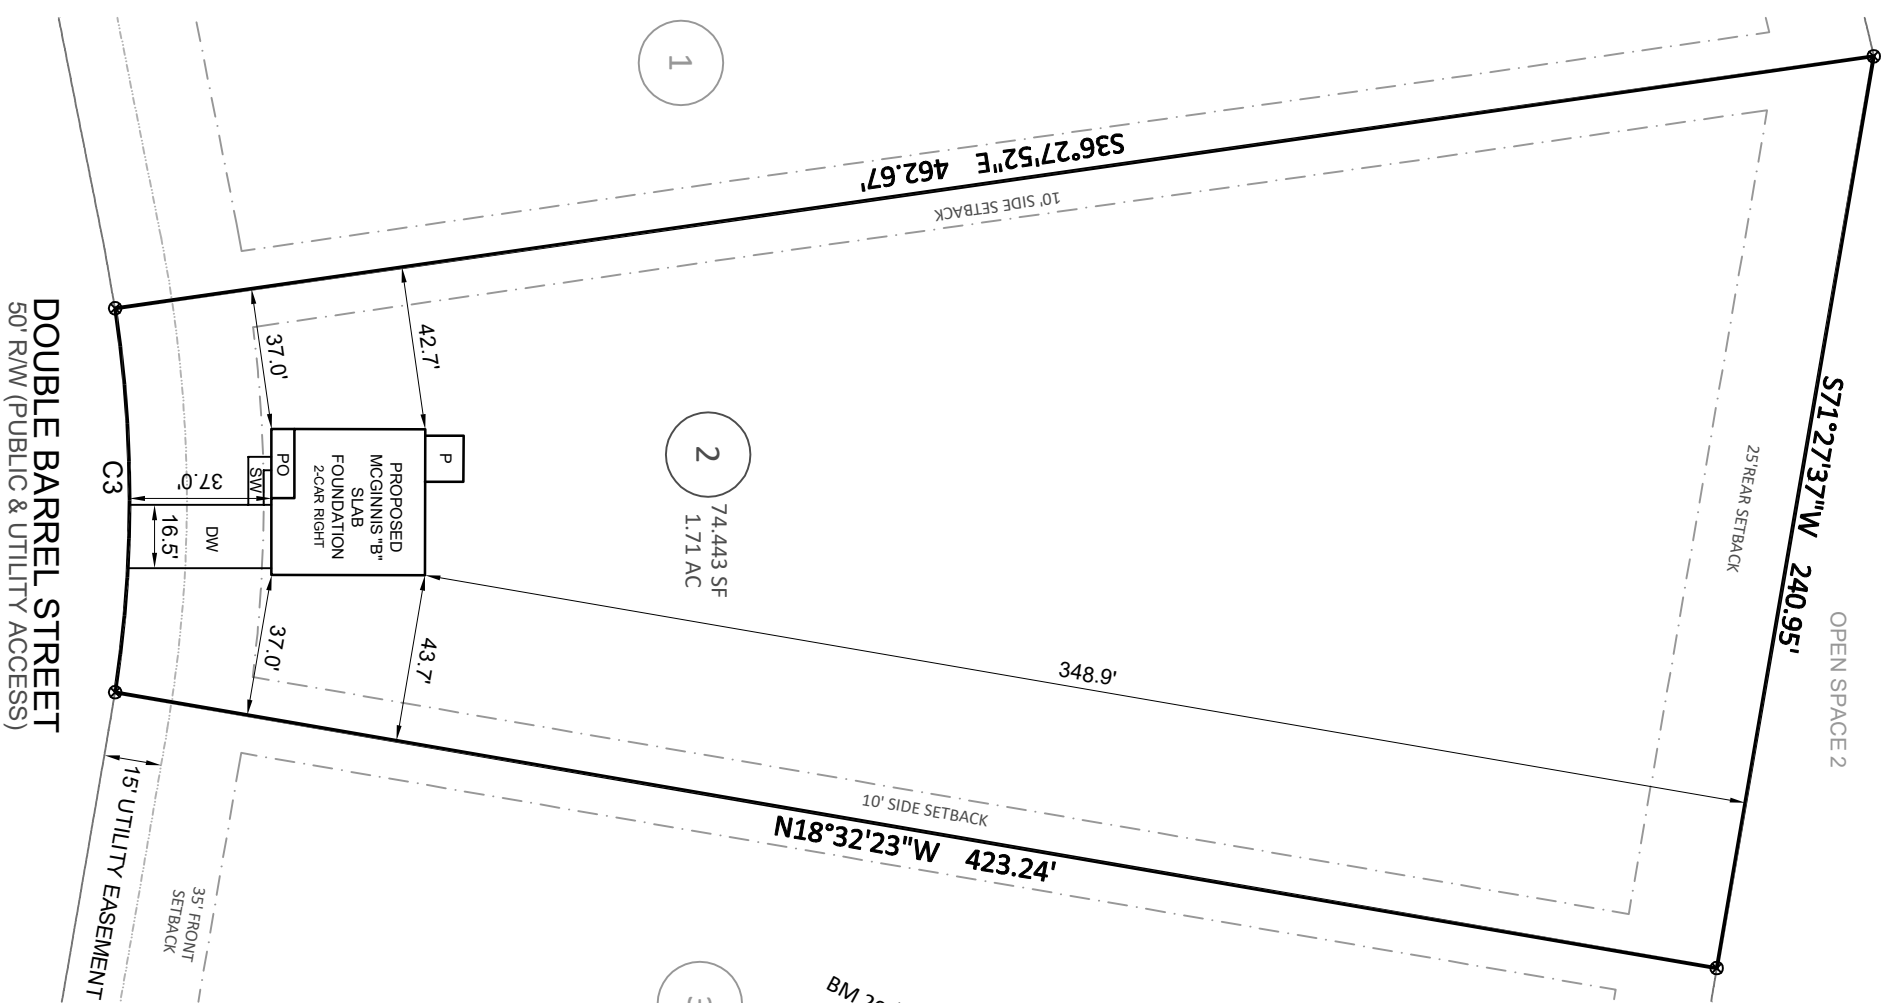 1
S36°27'52"E 462.67'
10' SIDE SETBACK
S71°27'37"W 240.95'
25'REAR SETBACK
OPEN SPACE 2
42.7'
37.0'
2
74.443 SF
1.71 AC
P
PO
SW
PROPOSED
MCGINNIS "B"
SLAB
FOUNDATION
2-CAR RIGHT
37.0'
C3
16.5'
DW
348.9'
37.0'
43.7'
DOUBLE BARREL STREET
50' R/W (PUBLIC & UTILITY ACCESS)
10' SIDE SETBACK
N18°32'23"W 423.24'
15' UTILITY EASEMENT
35' FRONT
SETBACK
3
BM